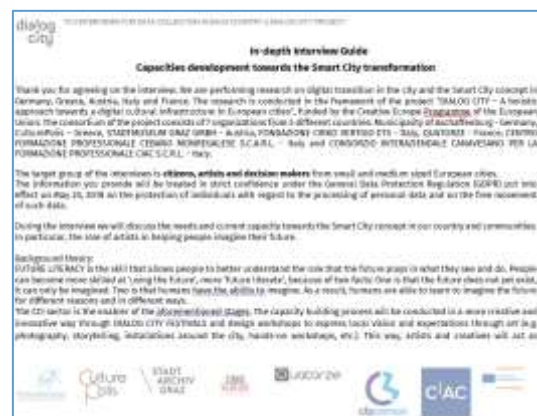 dialog
city
In-depth Interview Guide
Capacities development towards the Smart City transformation
Thank you for agreeing on the interview. We are performing research on digital transition in the city and the Smart City concept in
Germany, Greece, Austria, Italy and France. The research is conducted in the framework of the project "DIALOG CITY – A holistic
approach towards a digital cultural infrastructure in European cities", funded by the Creative Europe Programme of the European
Union. The consortium of the project consists of 7 organizations from 5 different countries. Municipality of Aschaffenburg - Germany,
CulturePolis - Greece, STADTMUSEUM GRAZ GMBH - Austria, FONDAZIONE - Italy, France, CENTRO
FORMAZIONE PROFESSIONALE CEBANO MONREGALESE S.C.A.R.L. - Italy and CONSORZIO INTERAZIENDALE CANAVESANO PER LA
FORMAZIONE PROFESSIONALE CIAC S.C.R.L. - Italy.
The target group of the interviews is citizens, artists and decision makers from small and medium sized European cities.
The information you provide will be treated in strict confidence under the General Data Protection Regulation (GDPR) put into
effect on May 25, 2018 on the protection of individuals with regard to the processing of personal data and on the free movement
of such data.
During the interview we will discuss the needs and current capacity towards the Smart City concept in our country and communities.
In particular, the role of artists in helping people imagine their future.
Background theory:
FUTURE LITERACY is the skill that allows people to better understand the role that the future plays in what they see and do. People
can become more skilled at 'using the future', more 'future literate', because of two facts: One is that the future does not yet exist,
it can only be imagined. Two is that humans have the ability to imagine. As a result, humans are able to learn to imagine the future
for different reasons and in different ways.
The CCI sector is the enabler of the aforementioned stages. The capacity building process will be conducted in a more creative and
innovative way through DIALOG CITY FESTIVALS and design workshops to express local vision and expectations through art (e.g.
photography, storytelling, installations around the city, hands-on workshops, etc.). This way, artists and creatives will act as
Culture
Polis
STADT
ARCHIV
GRAZ
CIAC